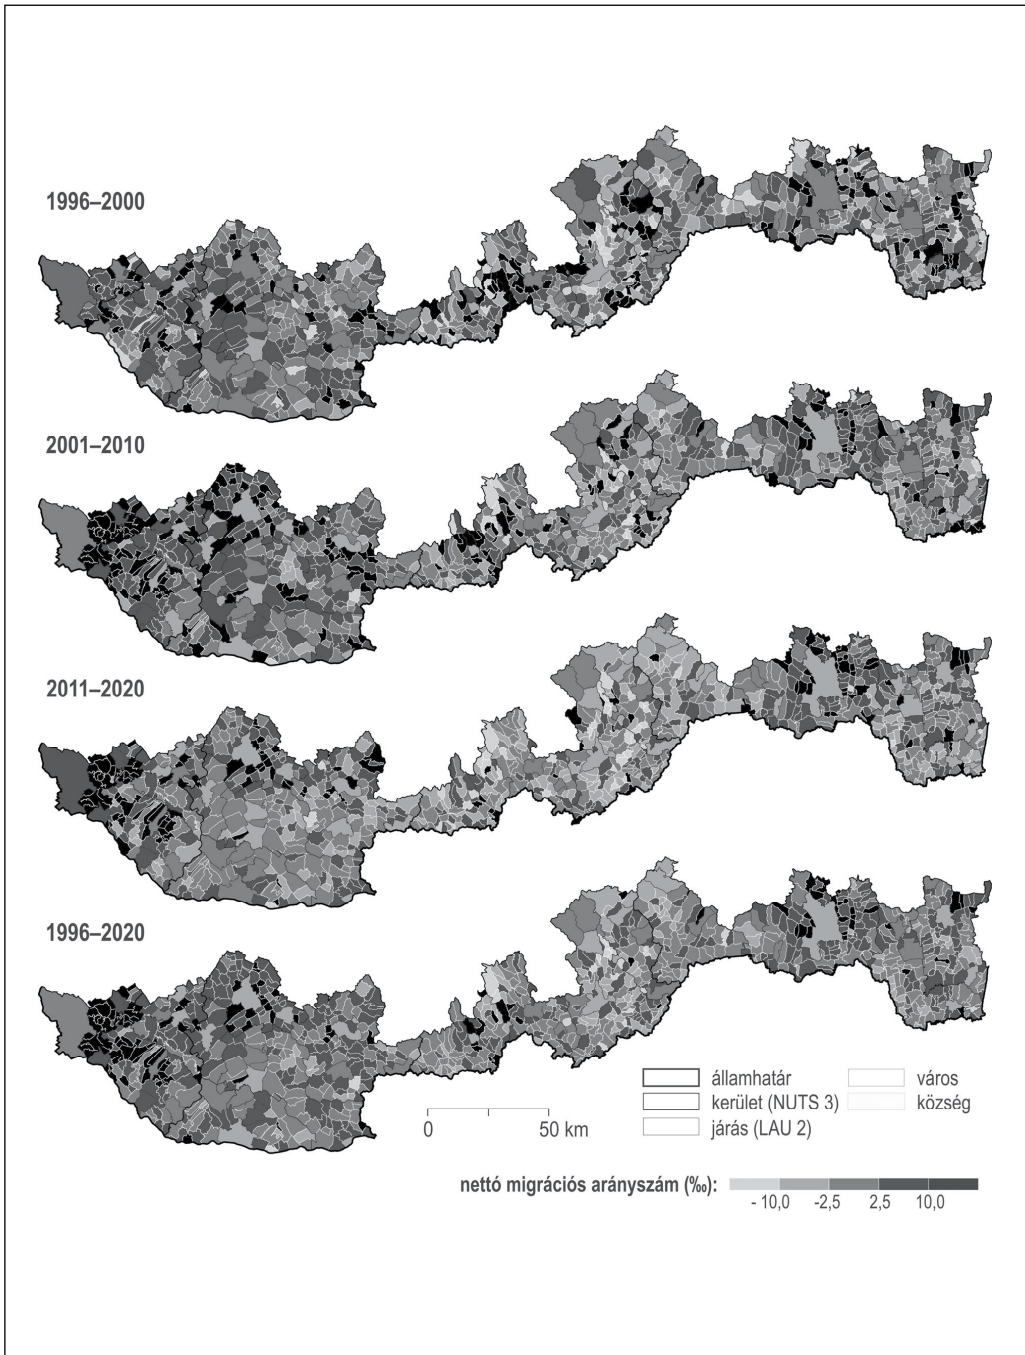 1996–2000
2001–2010
2011–2020
1996–2020
államhatár
város
kerület (NUTS 3)
község
járás (LAU 2)
0 50 km
nettó migrációs arányszám (‰):
- 10,0 -2,5 2,5 10,0